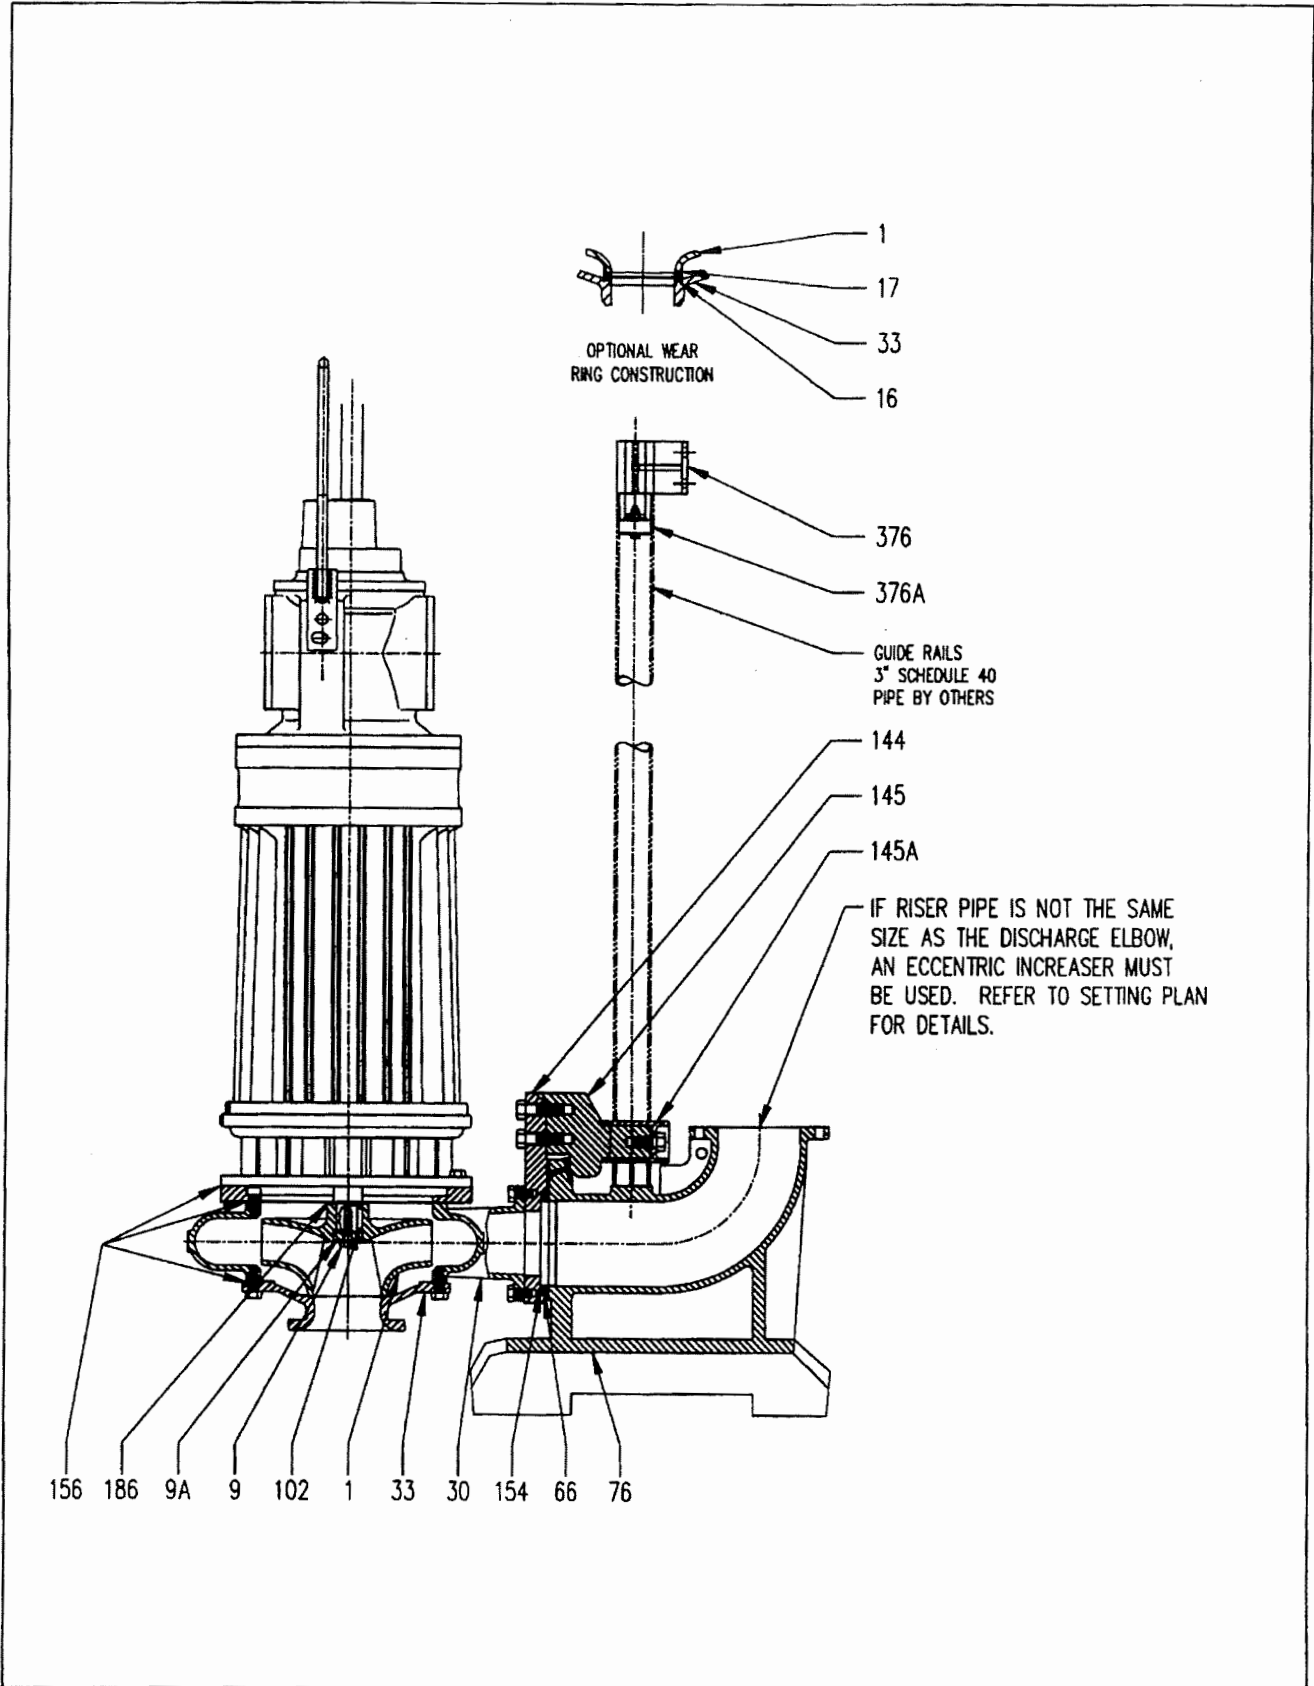 1
17
33
16
OPTIONAL WEAR
RING CONSTRUCTION
376
376A
GUIDE RAILS
3" SCHEDULE 40
PIPE BY OTHERS
144
145
145A
IF RISER PIPE IS NOT THE SAME
SIZE AS THE DISCHARGE ELBOW,
AN ECCENTRIC INCREASER MUST
BE USED. REFER TO SETTING PLAN
FOR DETAILS.
156 186 9A 9 102 1 33 30 154 66 76